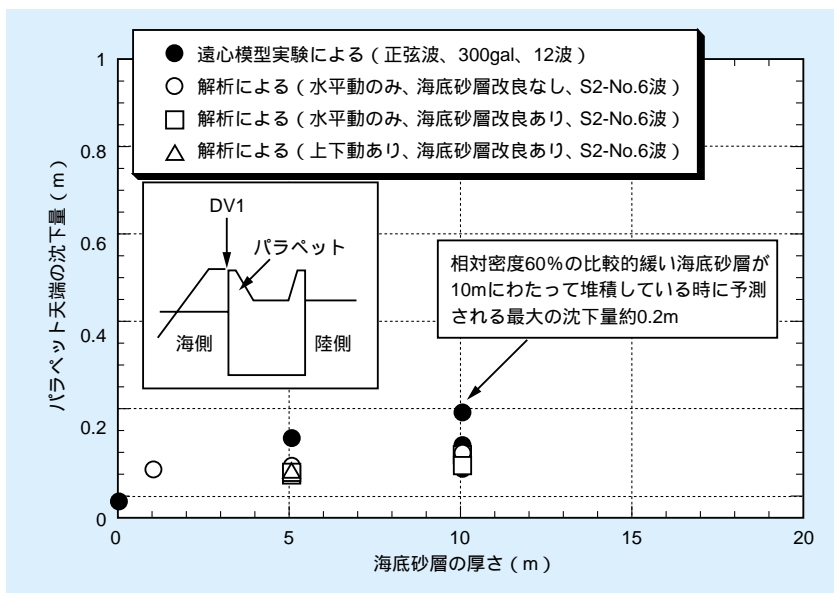 遠心模型実験による（正弦波、300gal、12波）
解析による（水平動のみ、海底砂層改良なし、S2-No.6波）
解析による（水平動のみ、海底砂層改良あり、S2-No.6波）
解析による（上下動あり、海底砂層改良あり、S2-No.6波）
パラペット天端の沈下量（m）
1
0.8
0.6
0.4
0.2
0
DV1
パラペット
海側
陸側
相対密度60％の比較的緩い海底砂層が
10mにわたって堆積している時に予測
される最大の沈下量約0.2m
0
5
10
15
20
海底砂層の厚さ（m）